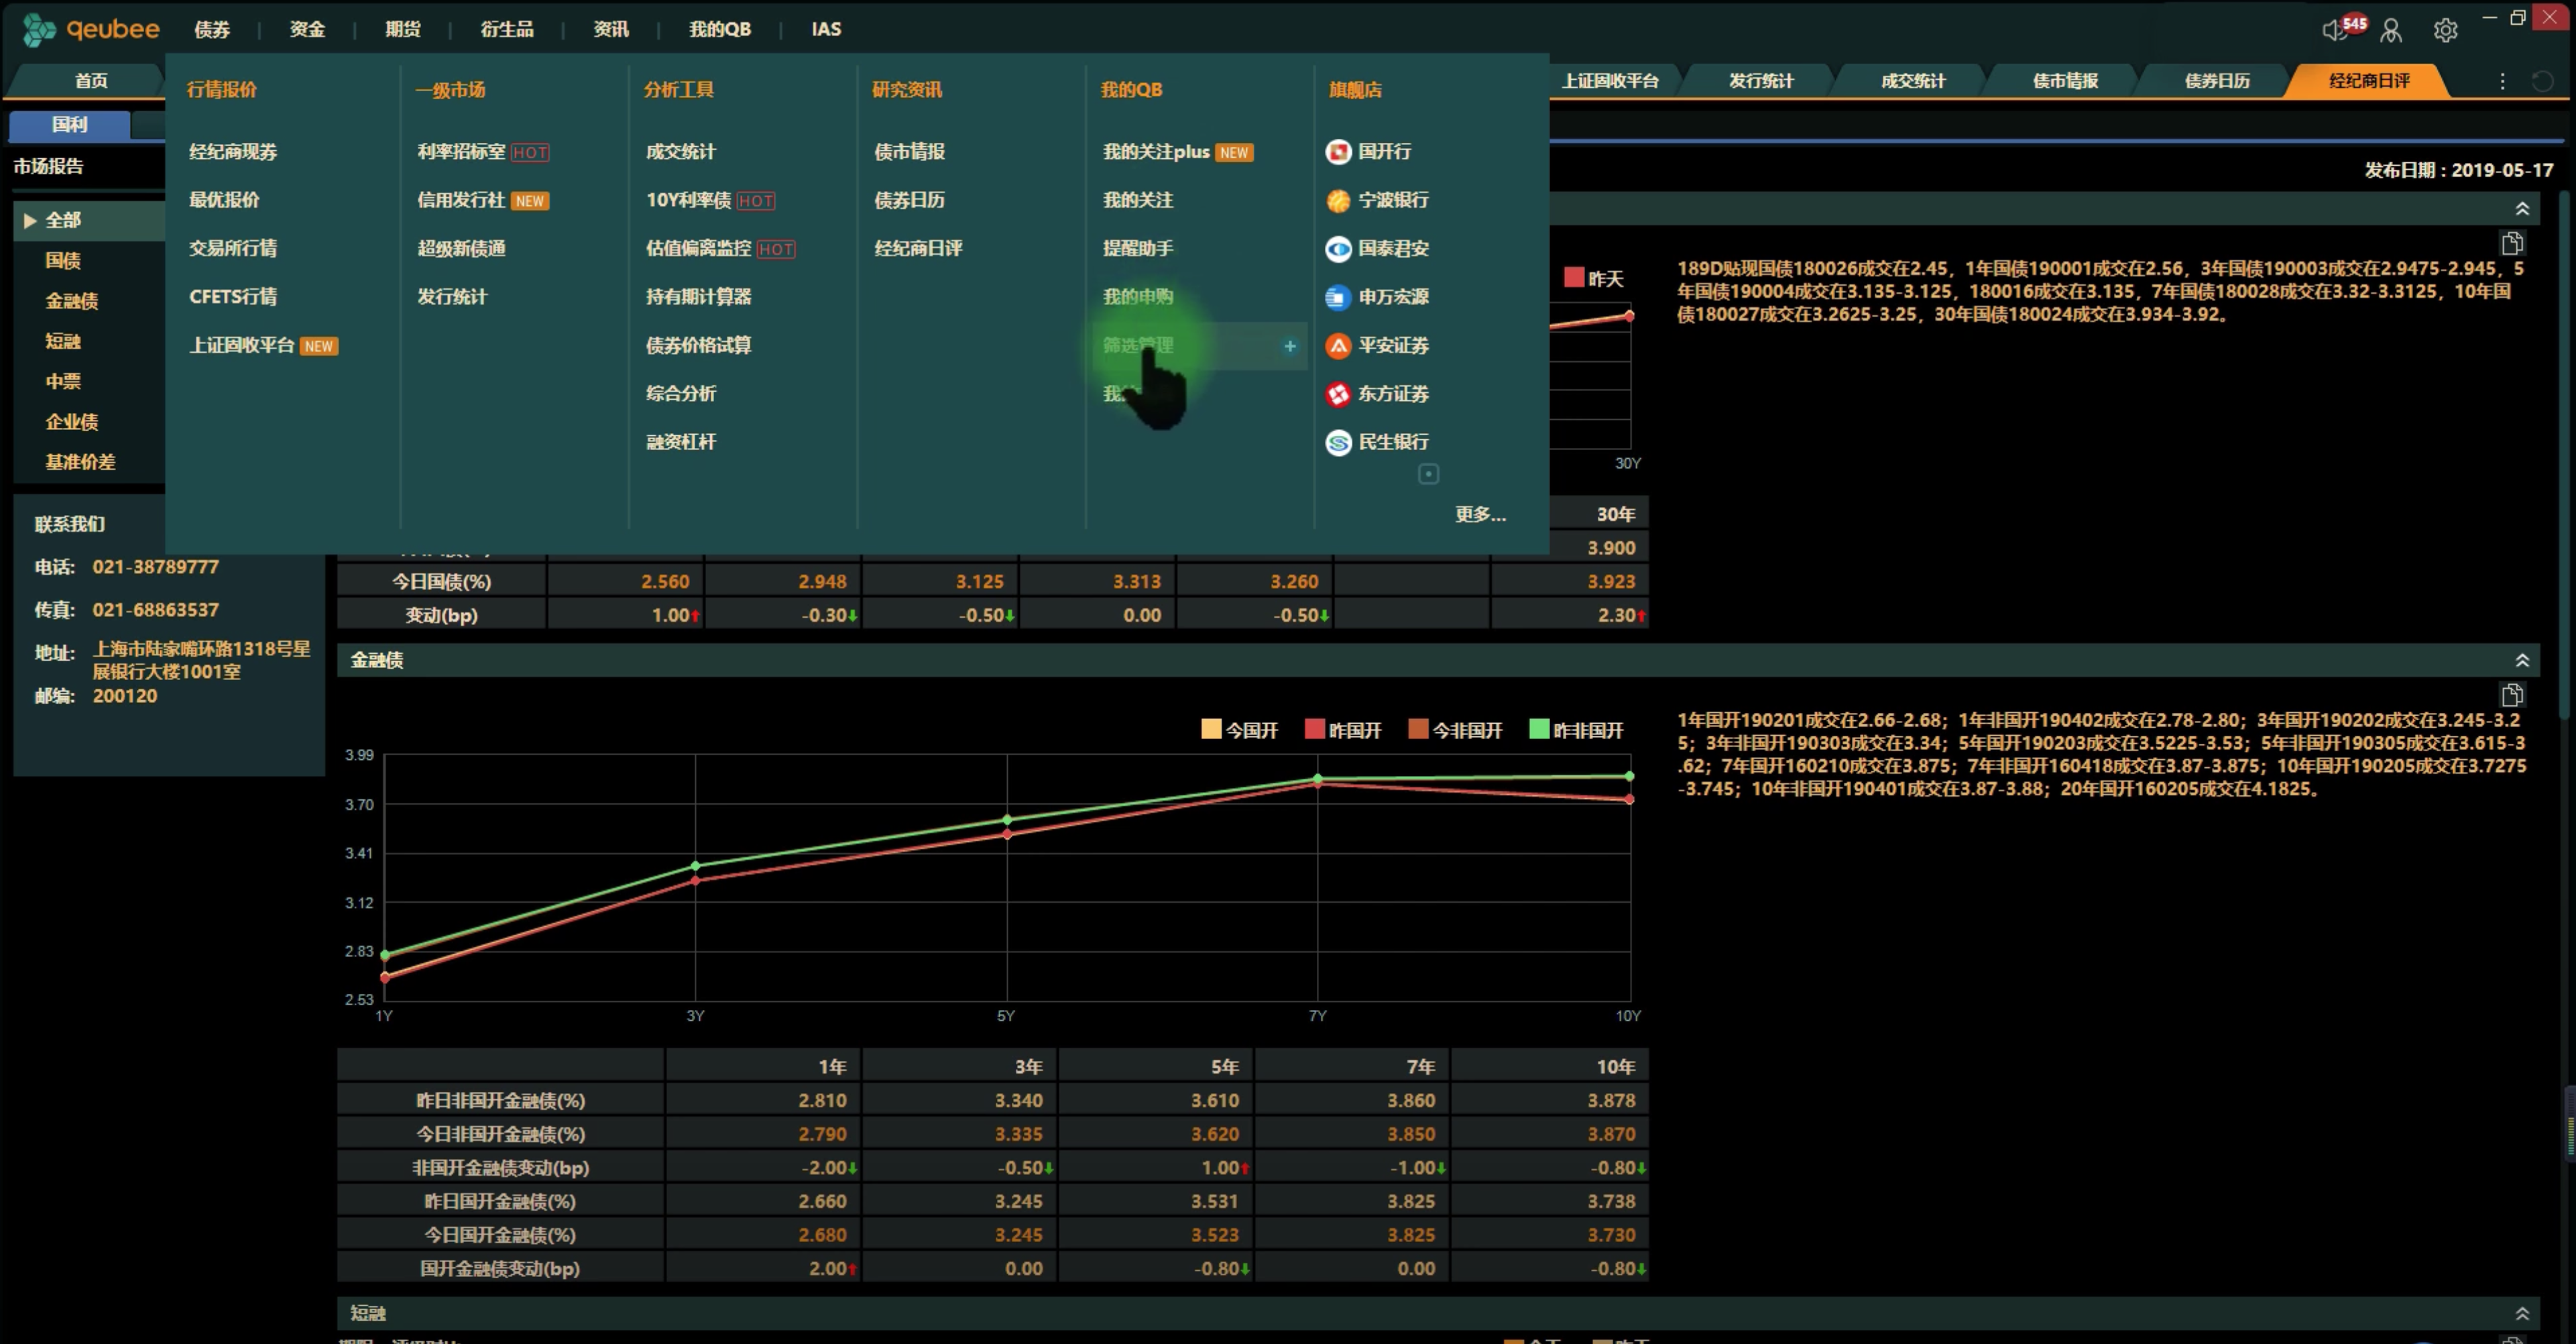 qeubee
债券 | 资金 | 期货 | 衍生品 | 资讯 | 我的QB | IAS
545
首页
上证固收平台
发行统计
成交统计
债市情报
债券日历
经纪商日评
国利
市场报告
发布日期：2019-05-17
全部
国债
金融债
短融
中票
企业债
基准价差
行情报价
经纪商现券
最优报价
交易所行情
CFETS行情
上证固收平台 NEW
一级市场
利率招标室 HOT
信用发行社 NEW
超级新债通
发行统计
分析工具
成交统计
10Y利率债 HOT
估值偏离监控 HOT
持有期计算器
债券价格试算
综合分析
融资杠杆
研究资讯
债市情报
债券日历
经纪商日评
我的QB
我的关注plus NEW
我的关注
提醒助手
我的申购
筛选管理 +
旗舰店
国开行
宁波银行
国泰君安
申万宏源
平安证券
东方证券
民生银行
更多...
联系我们
电话: 021-38789777
传真: 021-68863537
地址: 上海市陆家嘴环路1318号星
展银行大楼1001室
邮编: 200120
昨天
30Y
189D贴现国债180026成交在2.45，1年国债190001成交在2.56，3年国债190003成交在2.9475-2.945，5
年国债190004成交在3.135-3.125，180016成交在3.135，7年国债180028成交在3.32-3.3125，10年国
债180027成交在3.2625-3.25，30年国债180024成交在3.934-3.92。
30年
3.900
今日国债(%) 2.560 2.948 3.125 3.313 3.260 3.923
变动(bp) 1.00 -0.30 -0.50 0.00 -0.50 2.30
金融债
今国开 昨国开 今非国开 昨非国开
3.99
3.70
3.41
3.12
2.83
2.53
1Y 3Y 5Y 7Y 10Y
1年国开190201成交在2.66-2.68；1年非国开190402成交在2.78-2.80；3年国开190202成交在3.245-3.2
5；3年非国开190303成交在3.34；5年国开190203成交在3.5225-3.53；5年非国开190305成交在3.615-3
.62；7年国开160210成交在3.875；7年非国开160418成交在3.87-3.875；10年国开190205成交在3.7275
-3.745；10年非国开190401成交在3.87-3.88；20年国开160205成交在4.1825。
1年 3年 5年 7年 10年
昨日非国开金融债(%) 2.810 3.340 3.610 3.860 3.878
今日非国开金融债(%) 2.790 3.335 3.620 3.850 3.870
非国开金融债变动(bp) -2.00 -0.50 1.00 -1.00 -0.80
昨日国开金融债(%) 2.660 3.245 3.531 3.825 3.738
今日国开金融债(%) 2.680 3.245 3.523 3.825 3.730
国开金融债变动(bp) 2.00 0.00 -0.80 0.00 -0.80
短融